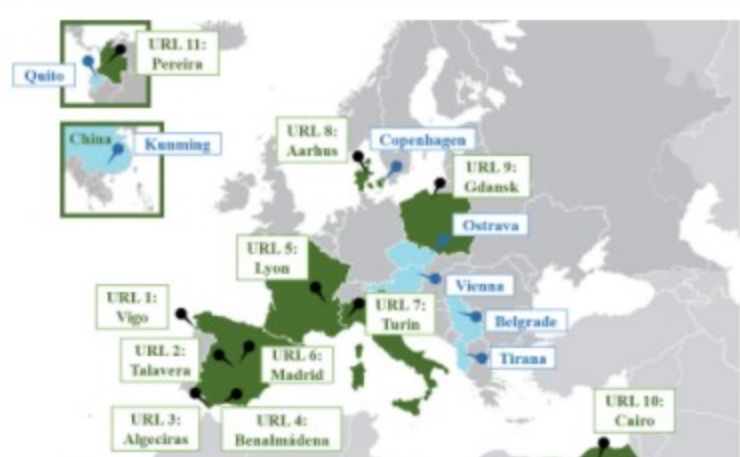 URL 11:
Pereira
Quito
China
Kunming
URL 8:
Aarhus
Copenhagen
URL 9:
Gdansk
Ostrava
URL 5:
Lyon
Vienna
URL 1:
Vigo
URL 7:
Turin
Belgrade
URL 2:
Talavera
URL 6:
Madrid
Tirana
URL 3:
Algeciras
URL 4:
Benalmádena
URL 10:
Cairo